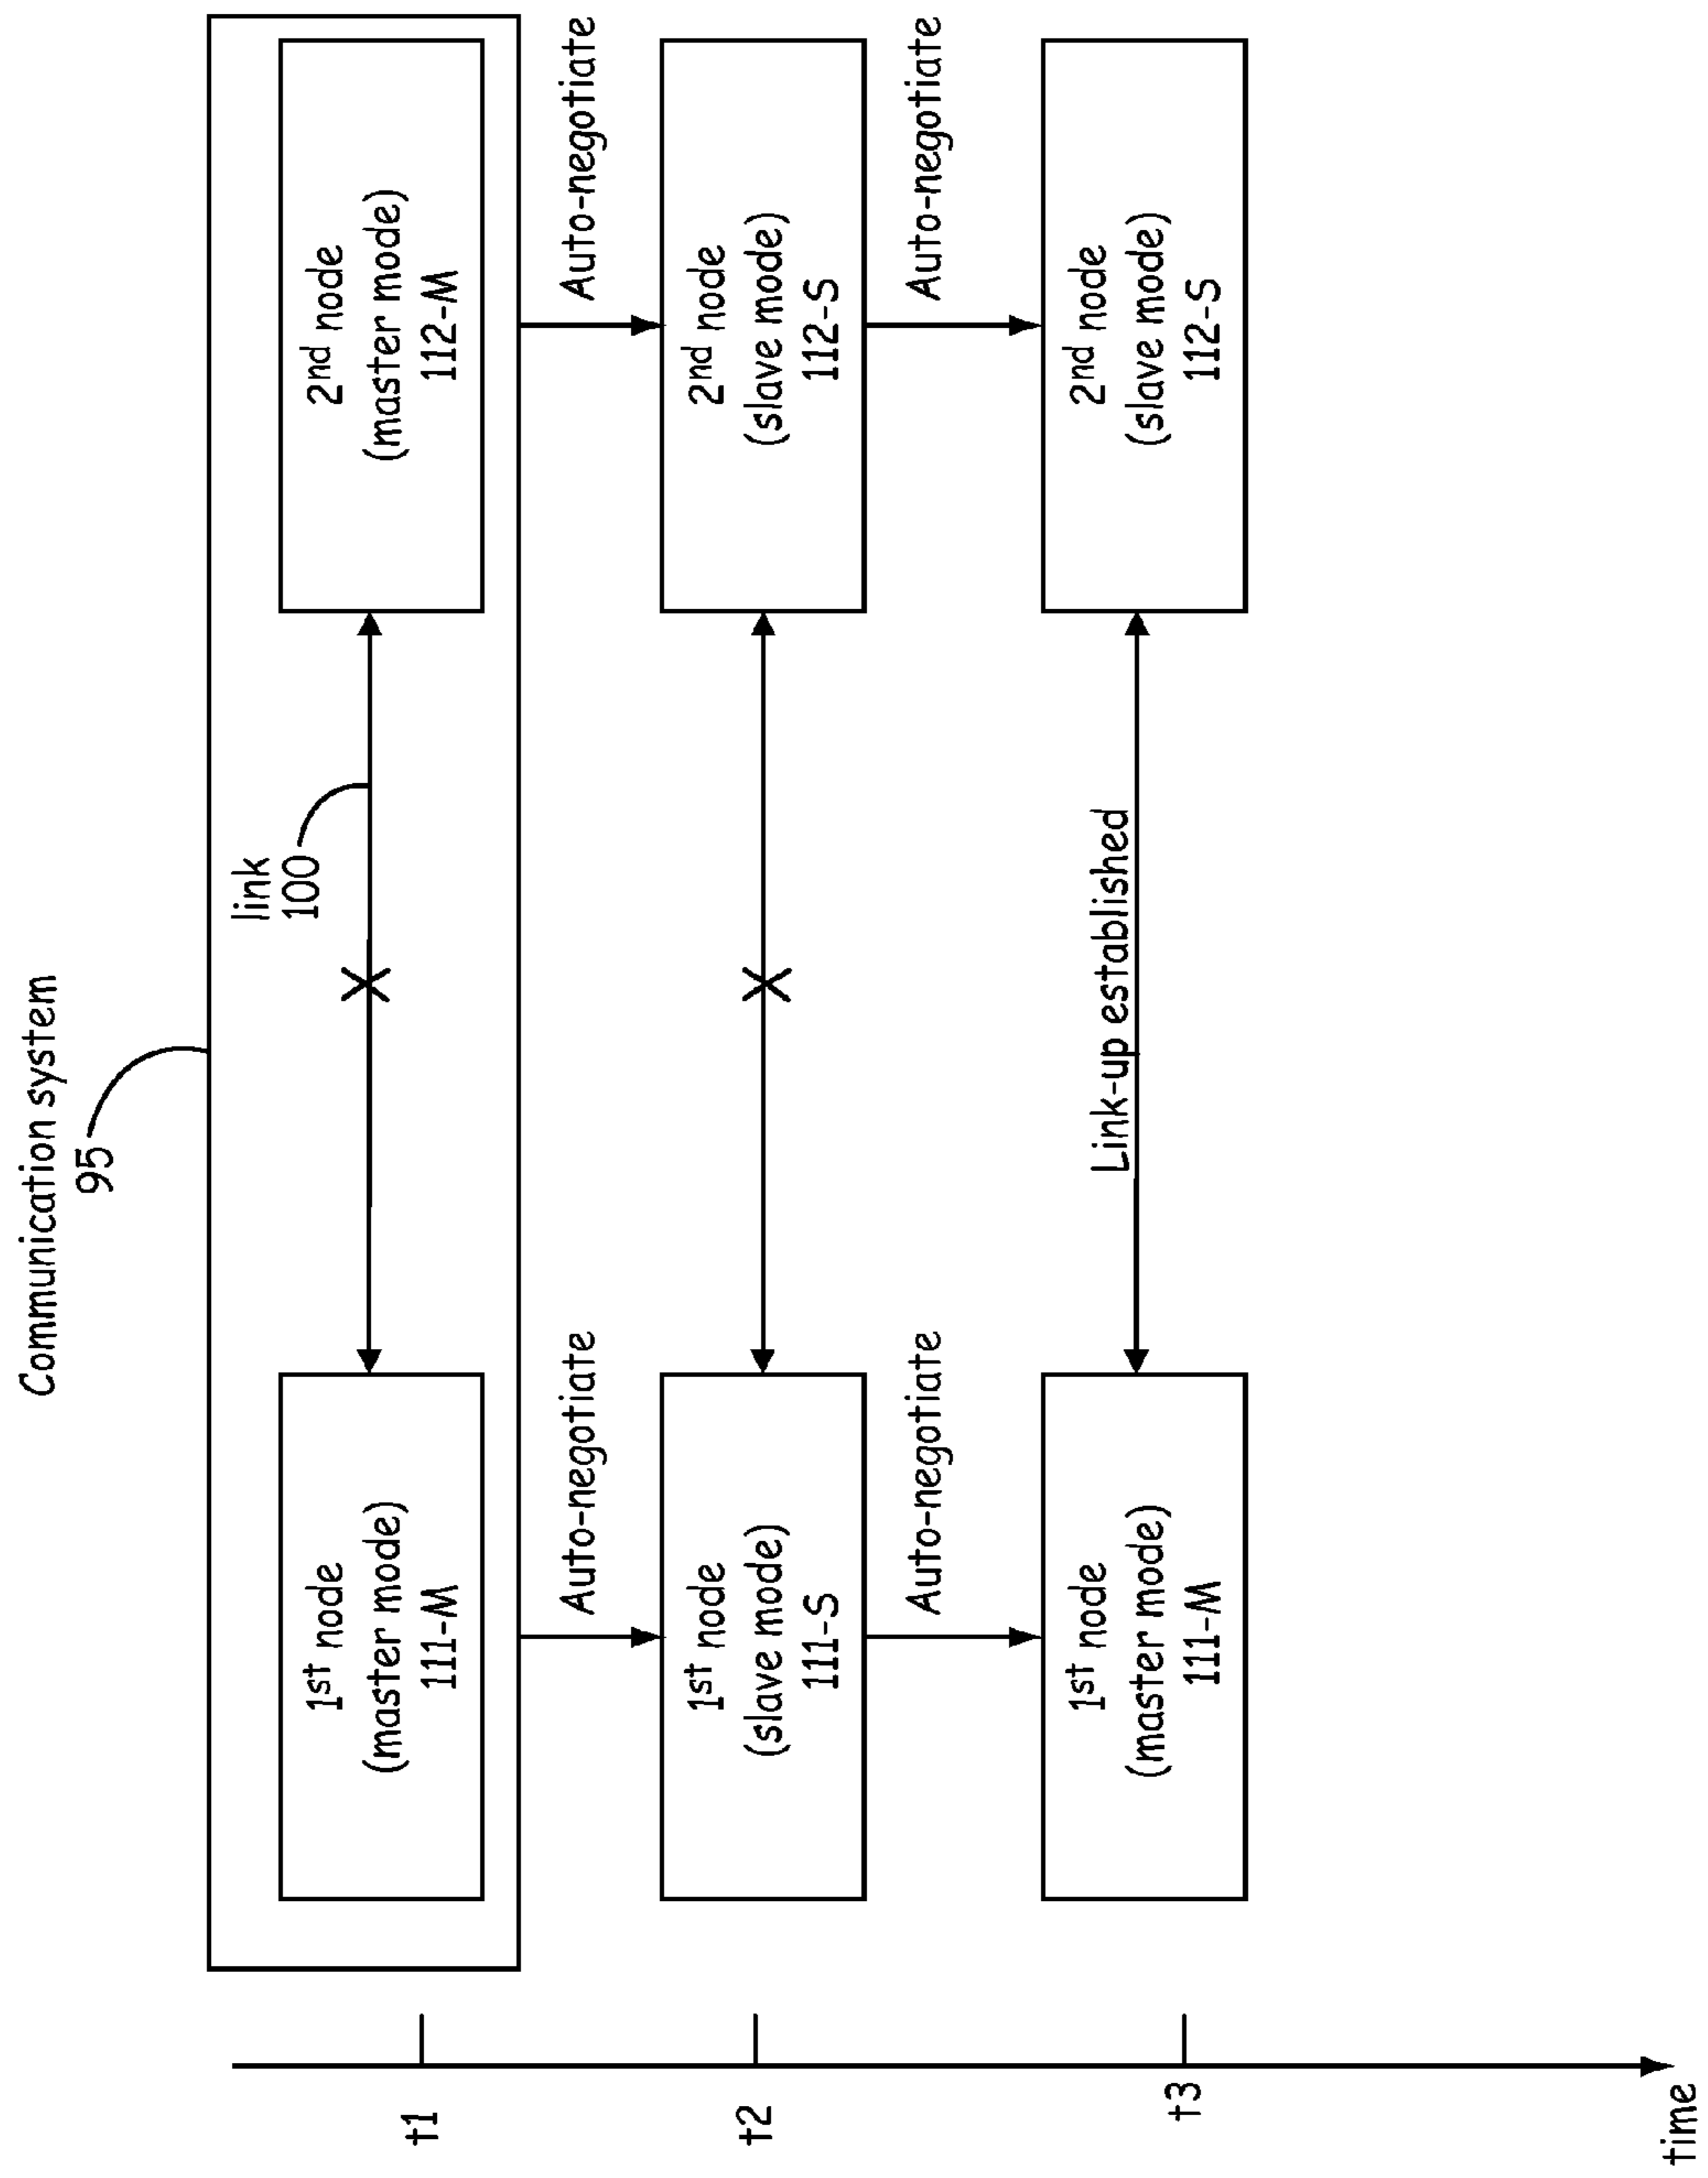 Communication system
95
link
100
t1
1st node
(master mode)
111-M
2nd node
(master mode)
112-M
Auto-negotiate
Auto-negotiate
t2
1st node
(slave mode)
111-S
2nd node
(slave mode)
112-S
Auto-negotiate
Auto-negotiate
t3
1st node
(master mode)
111-M
Link-up established
2nd node
(slave mode)
112-S
time